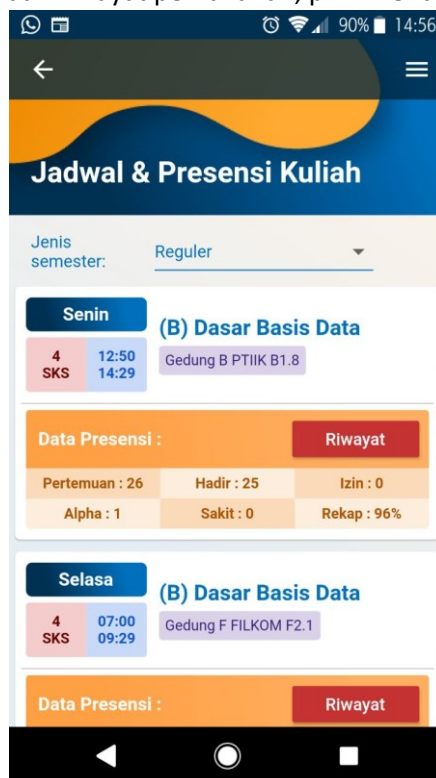 90% 14:56
Jadwal & Presensi Kuliah
Jenis semester:
Reguler
Senin
(B) Dasar Basis Data
4 SKS
12:50 14:29
Gedung B PTIIK B1.8
Data Presensi :
Riwayat
Pertemuan : 26
Hadir : 25
Izin : 0
Alpha : 1
Sakit : 0
Rekap : 96%
Selasa
(B) Dasar Basis Data
4 SKS
07:00 09:29
Gedung F FILKOM F2.1
Data Presensi :
Riwayat